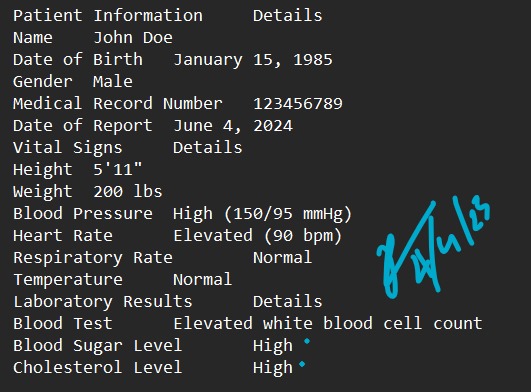 Patient Information Details
Name John Doe
Date of Birth January 15, 1985
Gender Male
Medical Record Number 123456789
Date of Report June 4, 2024
Vital Signs Details
Height 5'11"
Weight 200 lbs
Blood Pressure High (150/95 mmHg)
Heart Rate Elevated (90 bpm)
Respiratory Rate Normal
Temperature Normal
Laboratory Results Details
Blood Test Elevated white blood cell count
Blood Sugar Level High
Cholesterol Level High